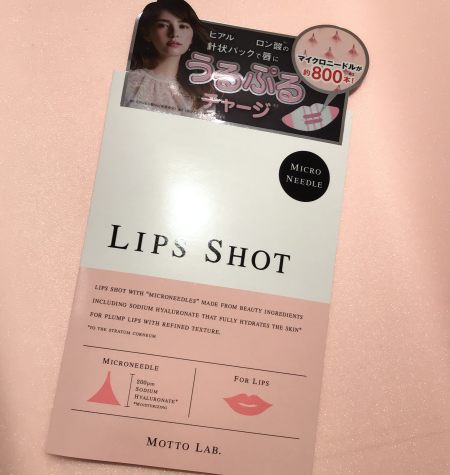 ヒアル ロン酸の
針状パックで唇に
うるぷる
チャージ
マイクロニードルが
約800本!
MICRO
NEEDLE
LIPS SHOT
LIPS SHOT WITH "MICRONEEDLES" MADE FROM BEAUTY INGREDIENTS
INCLUDING SODIUM HYALURONATE THAT FULLY HYDRATES THE SKIN*
FOR PLUMP LIPS WITH REFINED TEXTURE.
*TO THE STRATUM CORNEUM
MICRONEEDLE
200μm
SODIUM
HYALURONATE*
*MOISTURIZING
FOR LIPS
MOTTO LAB.